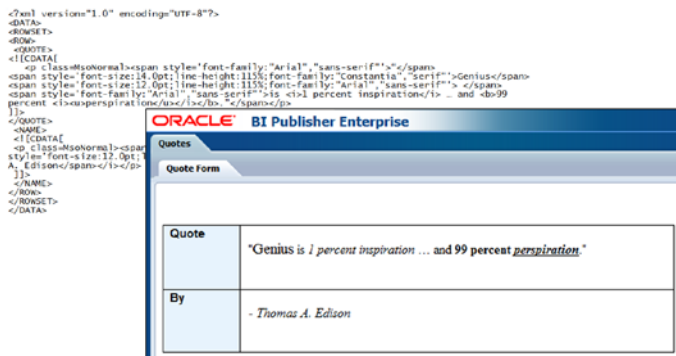 <?xml version="1.0" encoding="UTF-8"?>
<DATA>
<ROWSET>
<ROW>
<QUOTE>
<![CDATA[
<p class=MsoNormal><span style='font-family:"Arial","sans-serif"'>"</span>
<span style='font-size:14.0pt;line-height:115%;font-family:"Constantia","serif"'>Genius</span>
<span style='font-size:12.0pt;line-height:115%;font-family:"Arial","sans-serif"'> </span>
<span style='font-family:"Arial","sans-serif"'>is <i>1 percent inspiration</i> … and <b>99
percent <i><u>perspiration</u></i></b>."</span></p>
]]>
</QUOTE>
<NAME>
<![CDATA[
<p class=MsoNormal><span
style='font-size:12.0pt;
A. Edison</span></i></p>
]]>
</NAME>
</ROW>
</ROWSET>
</DATA>
ORACLE BI Publisher Enterprise
Quotes
Quote Form
Quote
"Genius is 1 percent inspiration … and 99 percent perspiration."
By
- Thomas A. Edison